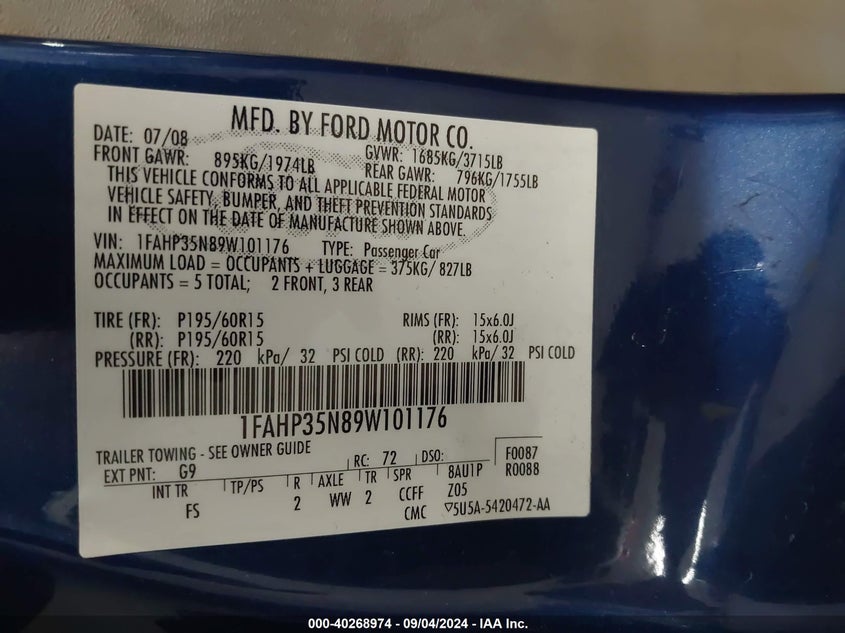 MFD. BY FORD MOTOR CO.
DATE: 07/08 GVWR: 1685KG/3715LB
FRONT GAWR: 895KG/1974LB REAR GAWR: 796KG/1755LB
THIS VEHICLE CONFORMS TO ALL APPLICABLE FEDERAL MOTOR
VEHICLE SAFETY, BUMPER, AND THEFT PREVENTION STANDARDS
IN EFFECT ON THE DATE OF MANUFACTURE SHOWN ABOVE.
VIN: 1FAHP35N89W101176 TYPE: Passenger Car
MAXIMUM LOAD = OCCUPANTS + LUGGAGE = 375KG/ 827LB
OCCUPANTS = 5 TOTAL; 2 FRONT, 3 REAR
TIRE (FR): P195/60R15 RIMS (FR): 15x6.0J
(RR): P195/60R15 (RR): 15x6.0J
PRESSURE (FR): 220 kPa/ 32 PSI COLD (RR): 220 kPa/ 32 PSI COLD
1FAHP35N89W101176
TRAILER TOWING - SEE OWNER GUIDE F0087
EXT PNT: G9 RC: 72 DSO: R0088
INT TR TP/PS R AXLE TR SPR 8AU1P
FS 2 WW 2 CCFF Z05
CMC ▽5U5A-5420472-AA
000-40268974 - 09/04/2024 - IAA Inc.